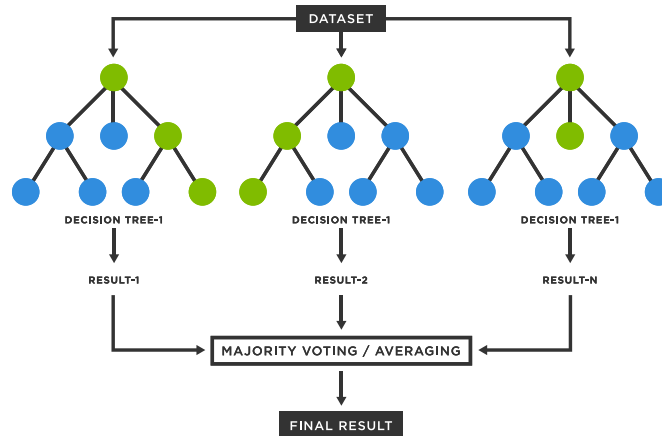 DATASET
DECISION TREE-1 DECISION TREE-1 DECISION TREE-1
RESULT-1 RESULT-2 RESULT-N
MAJORITY VOTING / AVERAGING
FINAL RESULT